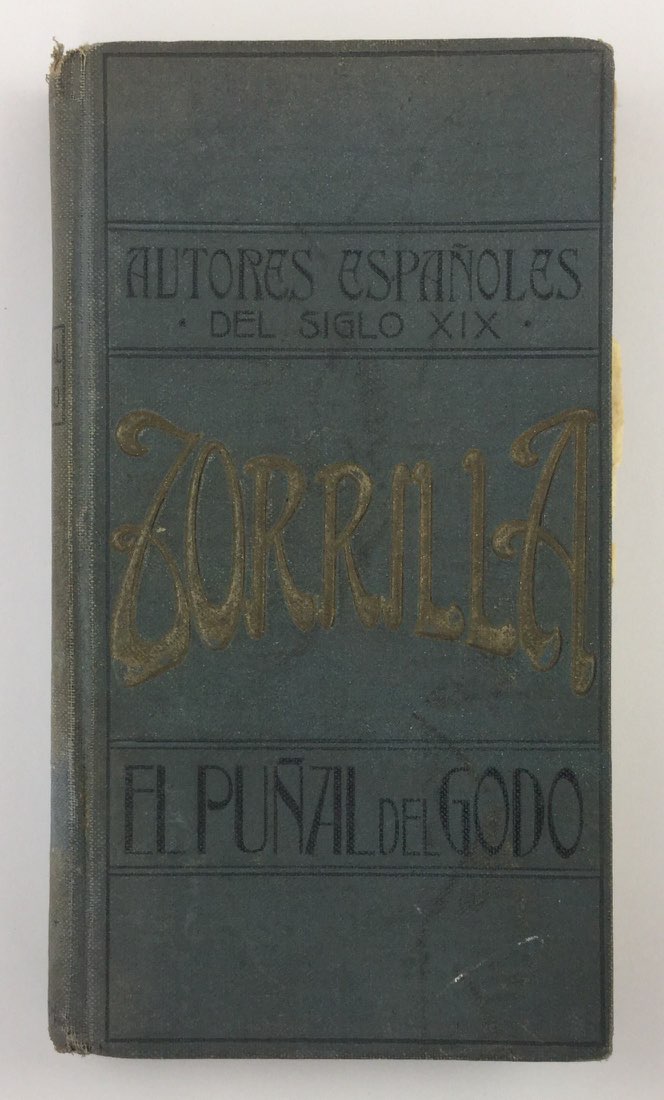 AUTORES ESPAÑOLES
· DEL SIGLO XIX ·
ZORRILLA
EL PUÑAL DEL GODO